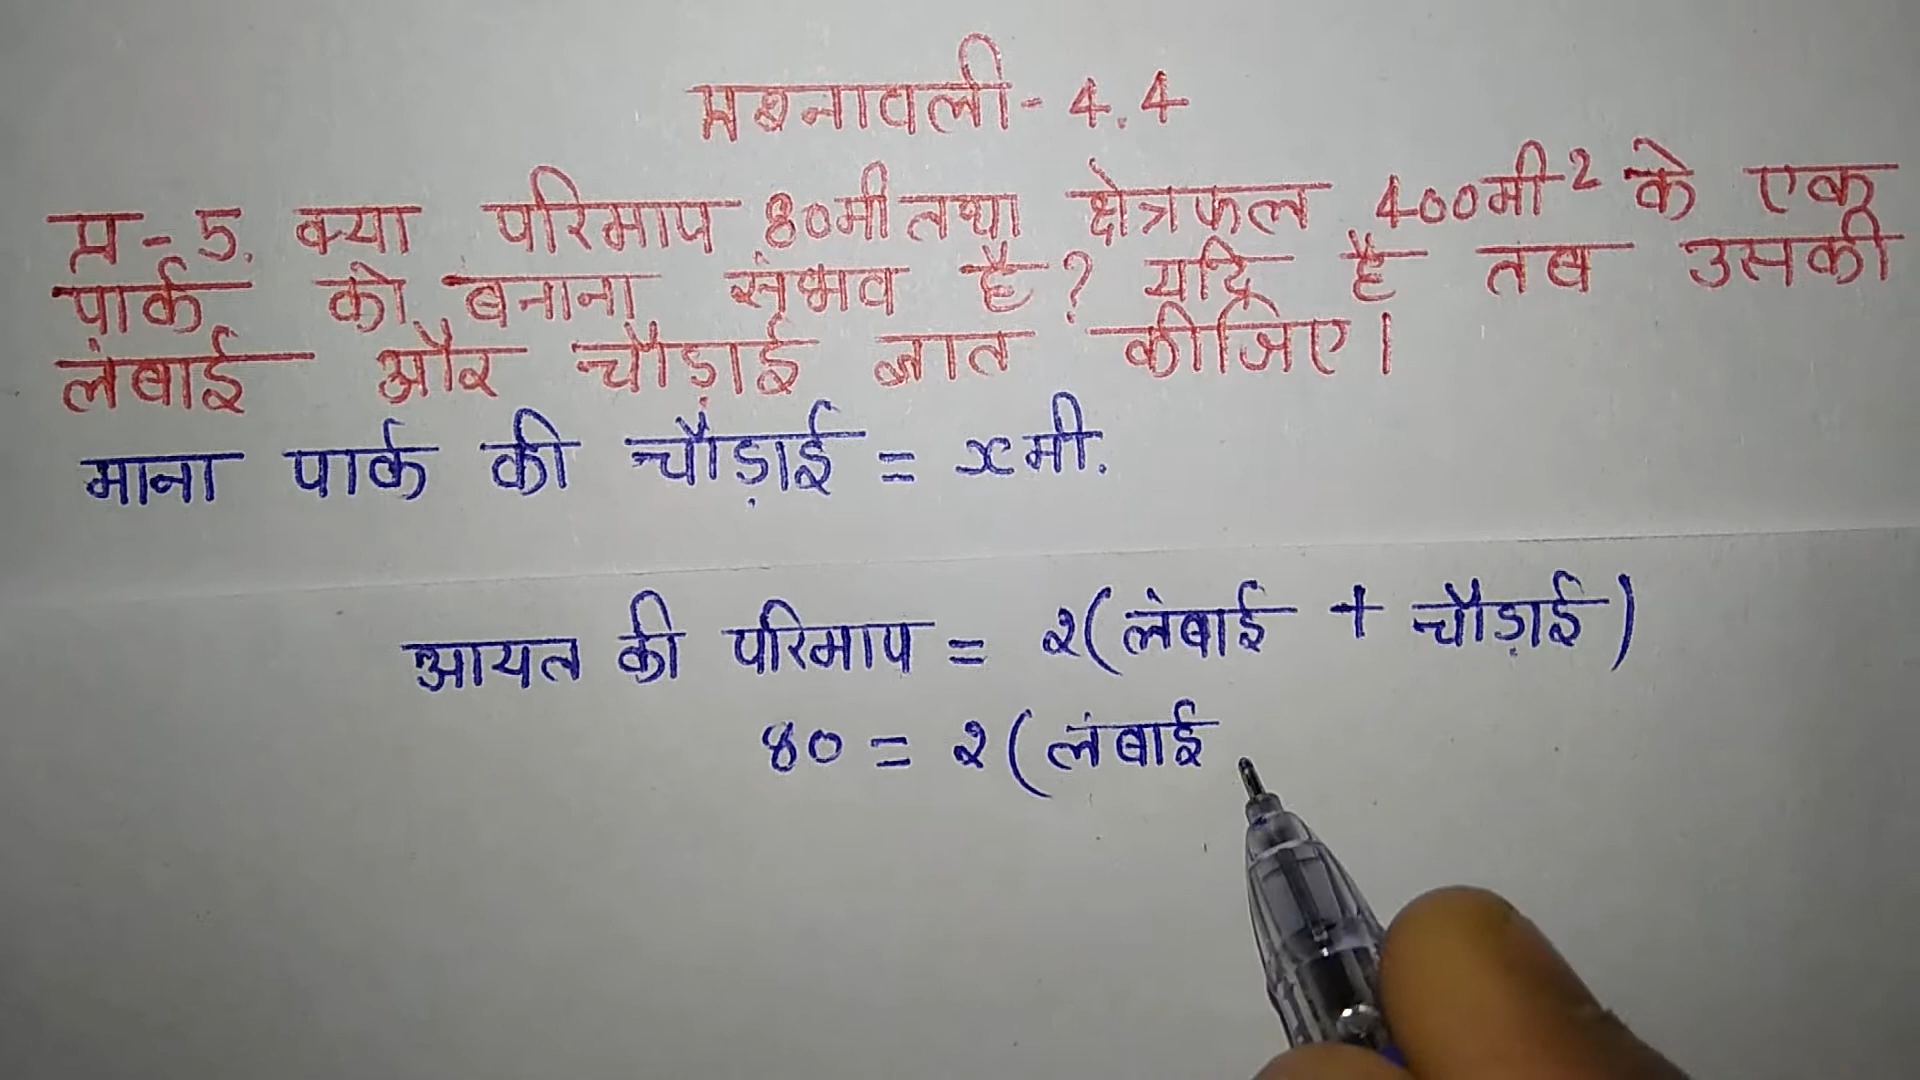 प्रश्नावली - 4.4
प्र - 5. क्या परिमाप 80मी तथा क्षेत्रफल 400मी² के एक
पार्क को बनाना संभव है? यदि है तब उसकी
लंबाई और चौड़ाई ज्ञात कीजिए।
माना पार्क की चौड़ाई = xमी.
आयत की परिमाप = 2(लंबाई + चौड़ाई)
80 = 2(लंबाई